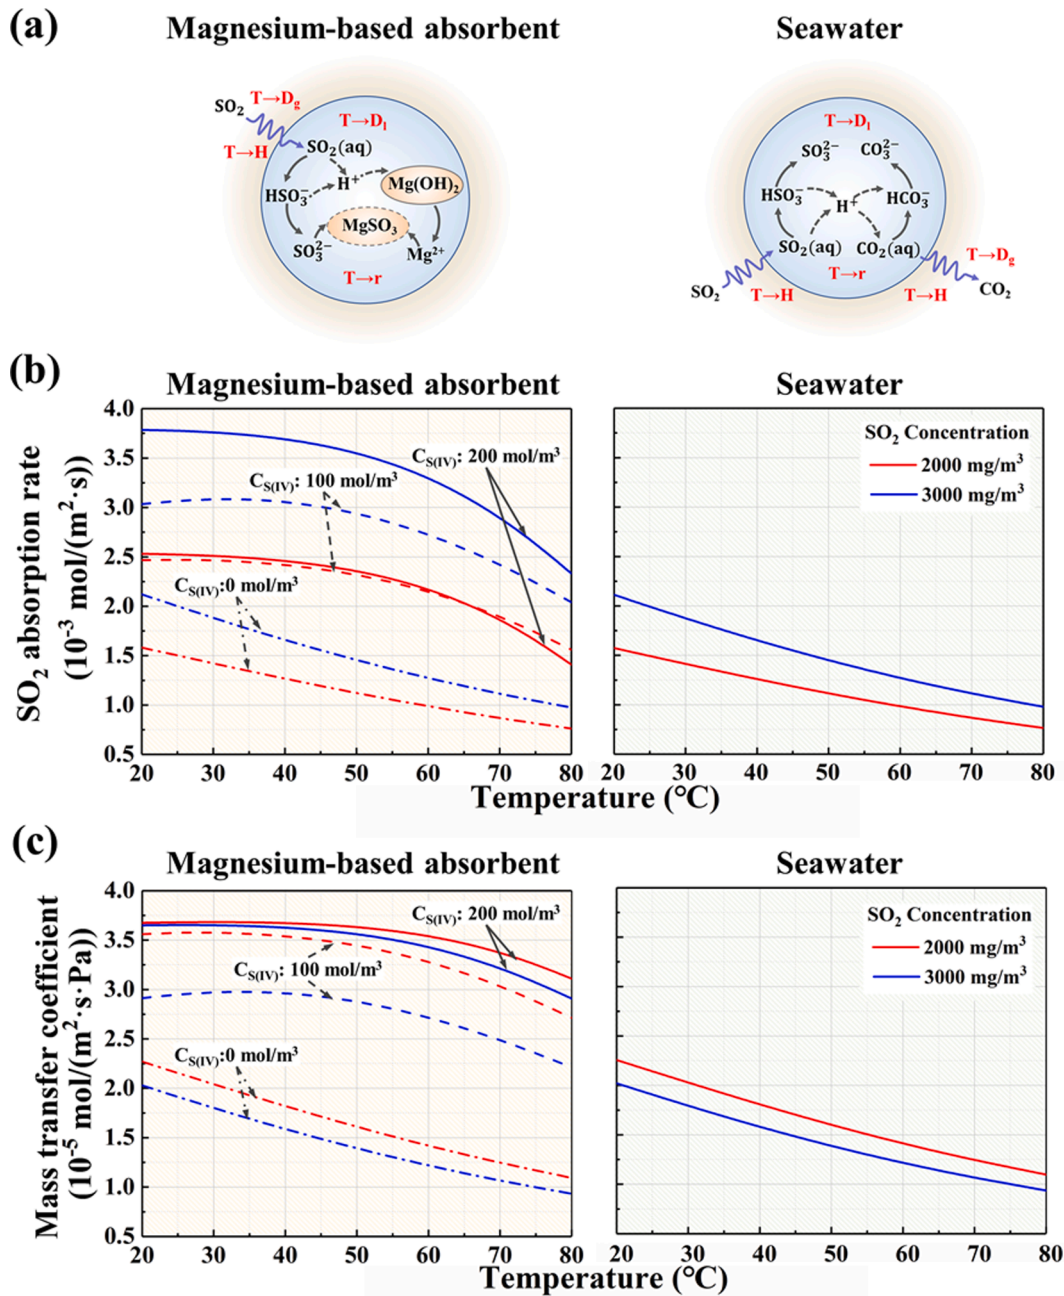 (a)
Magnesium-based absorbent
Seawater
SO₂
T→Dg
T→H
T→Dₗ
SO₂(aq)
HSO₃⁻
H⁺
Mg(OH)₂
MgSO₃
SO₃²⁻
Mg²⁺
T→r
T→Dₗ
SO₃²⁻
CO₃²⁻
HSO₃⁻
H⁺
HCO₃⁻
SO₂(aq)
CO₂(aq)
T→r
SO₂
T→H
T→H
T→Dg
CO₂
(b)
Magnesium-based absorbent
Seawater
SO₂ absorption rate
(10⁻³ mol/(m²·s))
4.0
3.5
3.0
2.5
2.0
1.5
1.0
0.5
C_S(IV): 200 mol/m³
C_S(IV): 100 mol/m³
C_S(IV):0 mol/m³
SO₂ Concentration
2000 mg/m³
3000 mg/m³
20 30 40 50 60 70 80
20 30 40 50 60 70 80
Temperature (°C)
(c)
Magnesium-based absorbent
Seawater
Mass transfer coefficient
(10⁻⁵ mol/(m²·s·Pa))
4.0
3.5
3.0
2.5
2.0
1.5
1.0
0.5
C_S(IV): 200 mol/m³
C_S(IV): 100 mol/m³
C_S(IV):0 mol/m³
SO₂ Concentration
2000 mg/m³
3000 mg/m³
20 30 40 50 60 70 80
20 30 40 50 60 70 80
Temperature (°C)